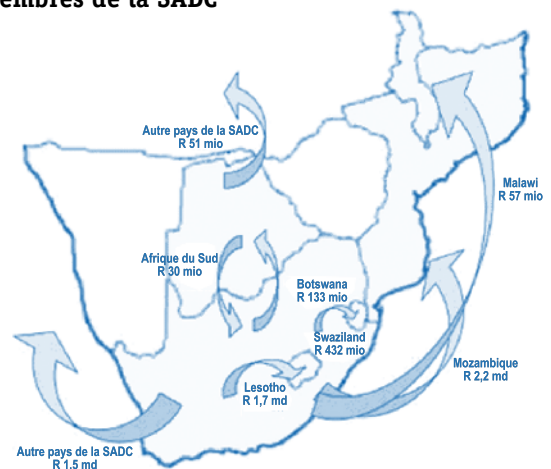 embres de la SADC
Autre pays de la SADC
R 51 mio
Malawi
R 57 mio
Afrique du Sud
R 30 mio
Botswana
R 133 mio
Swaziland
R 432 mio
Mozambique
R 2,2 md
Lesotho
R 1,7 md
Autre pays de la SADC
R 1,5 md